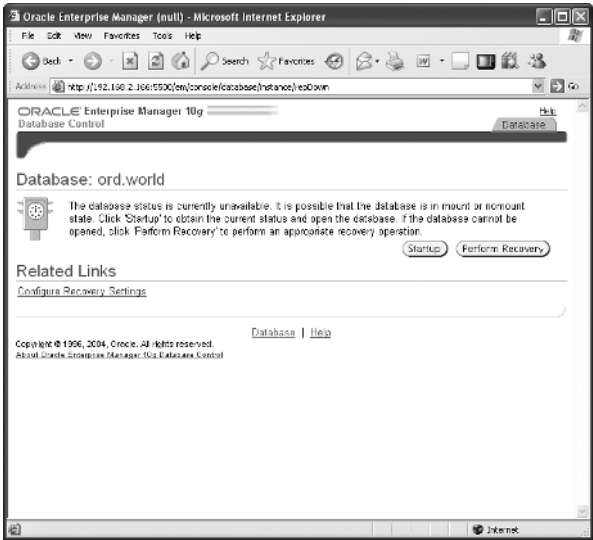 Oracle Enterprise Manager (null) - Microsoft Internet Explorer
File Edit View Favorites Tools Help
Back Search Favorites
Address http://192.168.2.166:5500/em/console/database/instance/repDown Go
ORACLE Enterprise Manager 10g
Database Control
Help
Database
Database: ord.world
The database status is currently unavailable. It is possible that the database is in mount or nomount
state. Click 'Startup' to obtain the current status and open the database. If the database cannot be
opened, click 'Perform Recovery' to perform an appropriate recovery operation.
Startup Perform Recovery
Related Links
Configure Recovery Settings
Database | Help
Copyright © 1996, 2004, Oracle. All rights reserved.
About Oracle Enterprise Manager 10g Database Control
Internet